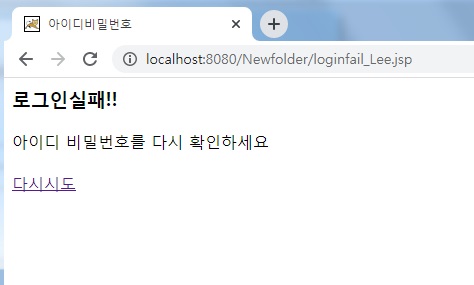 아이디비밀번호
localhost:8080/Newfolder/loginfail_Lee.jsp
로그인실패!!
아이디 비밀번호를 다시 확인하세요
다시시도